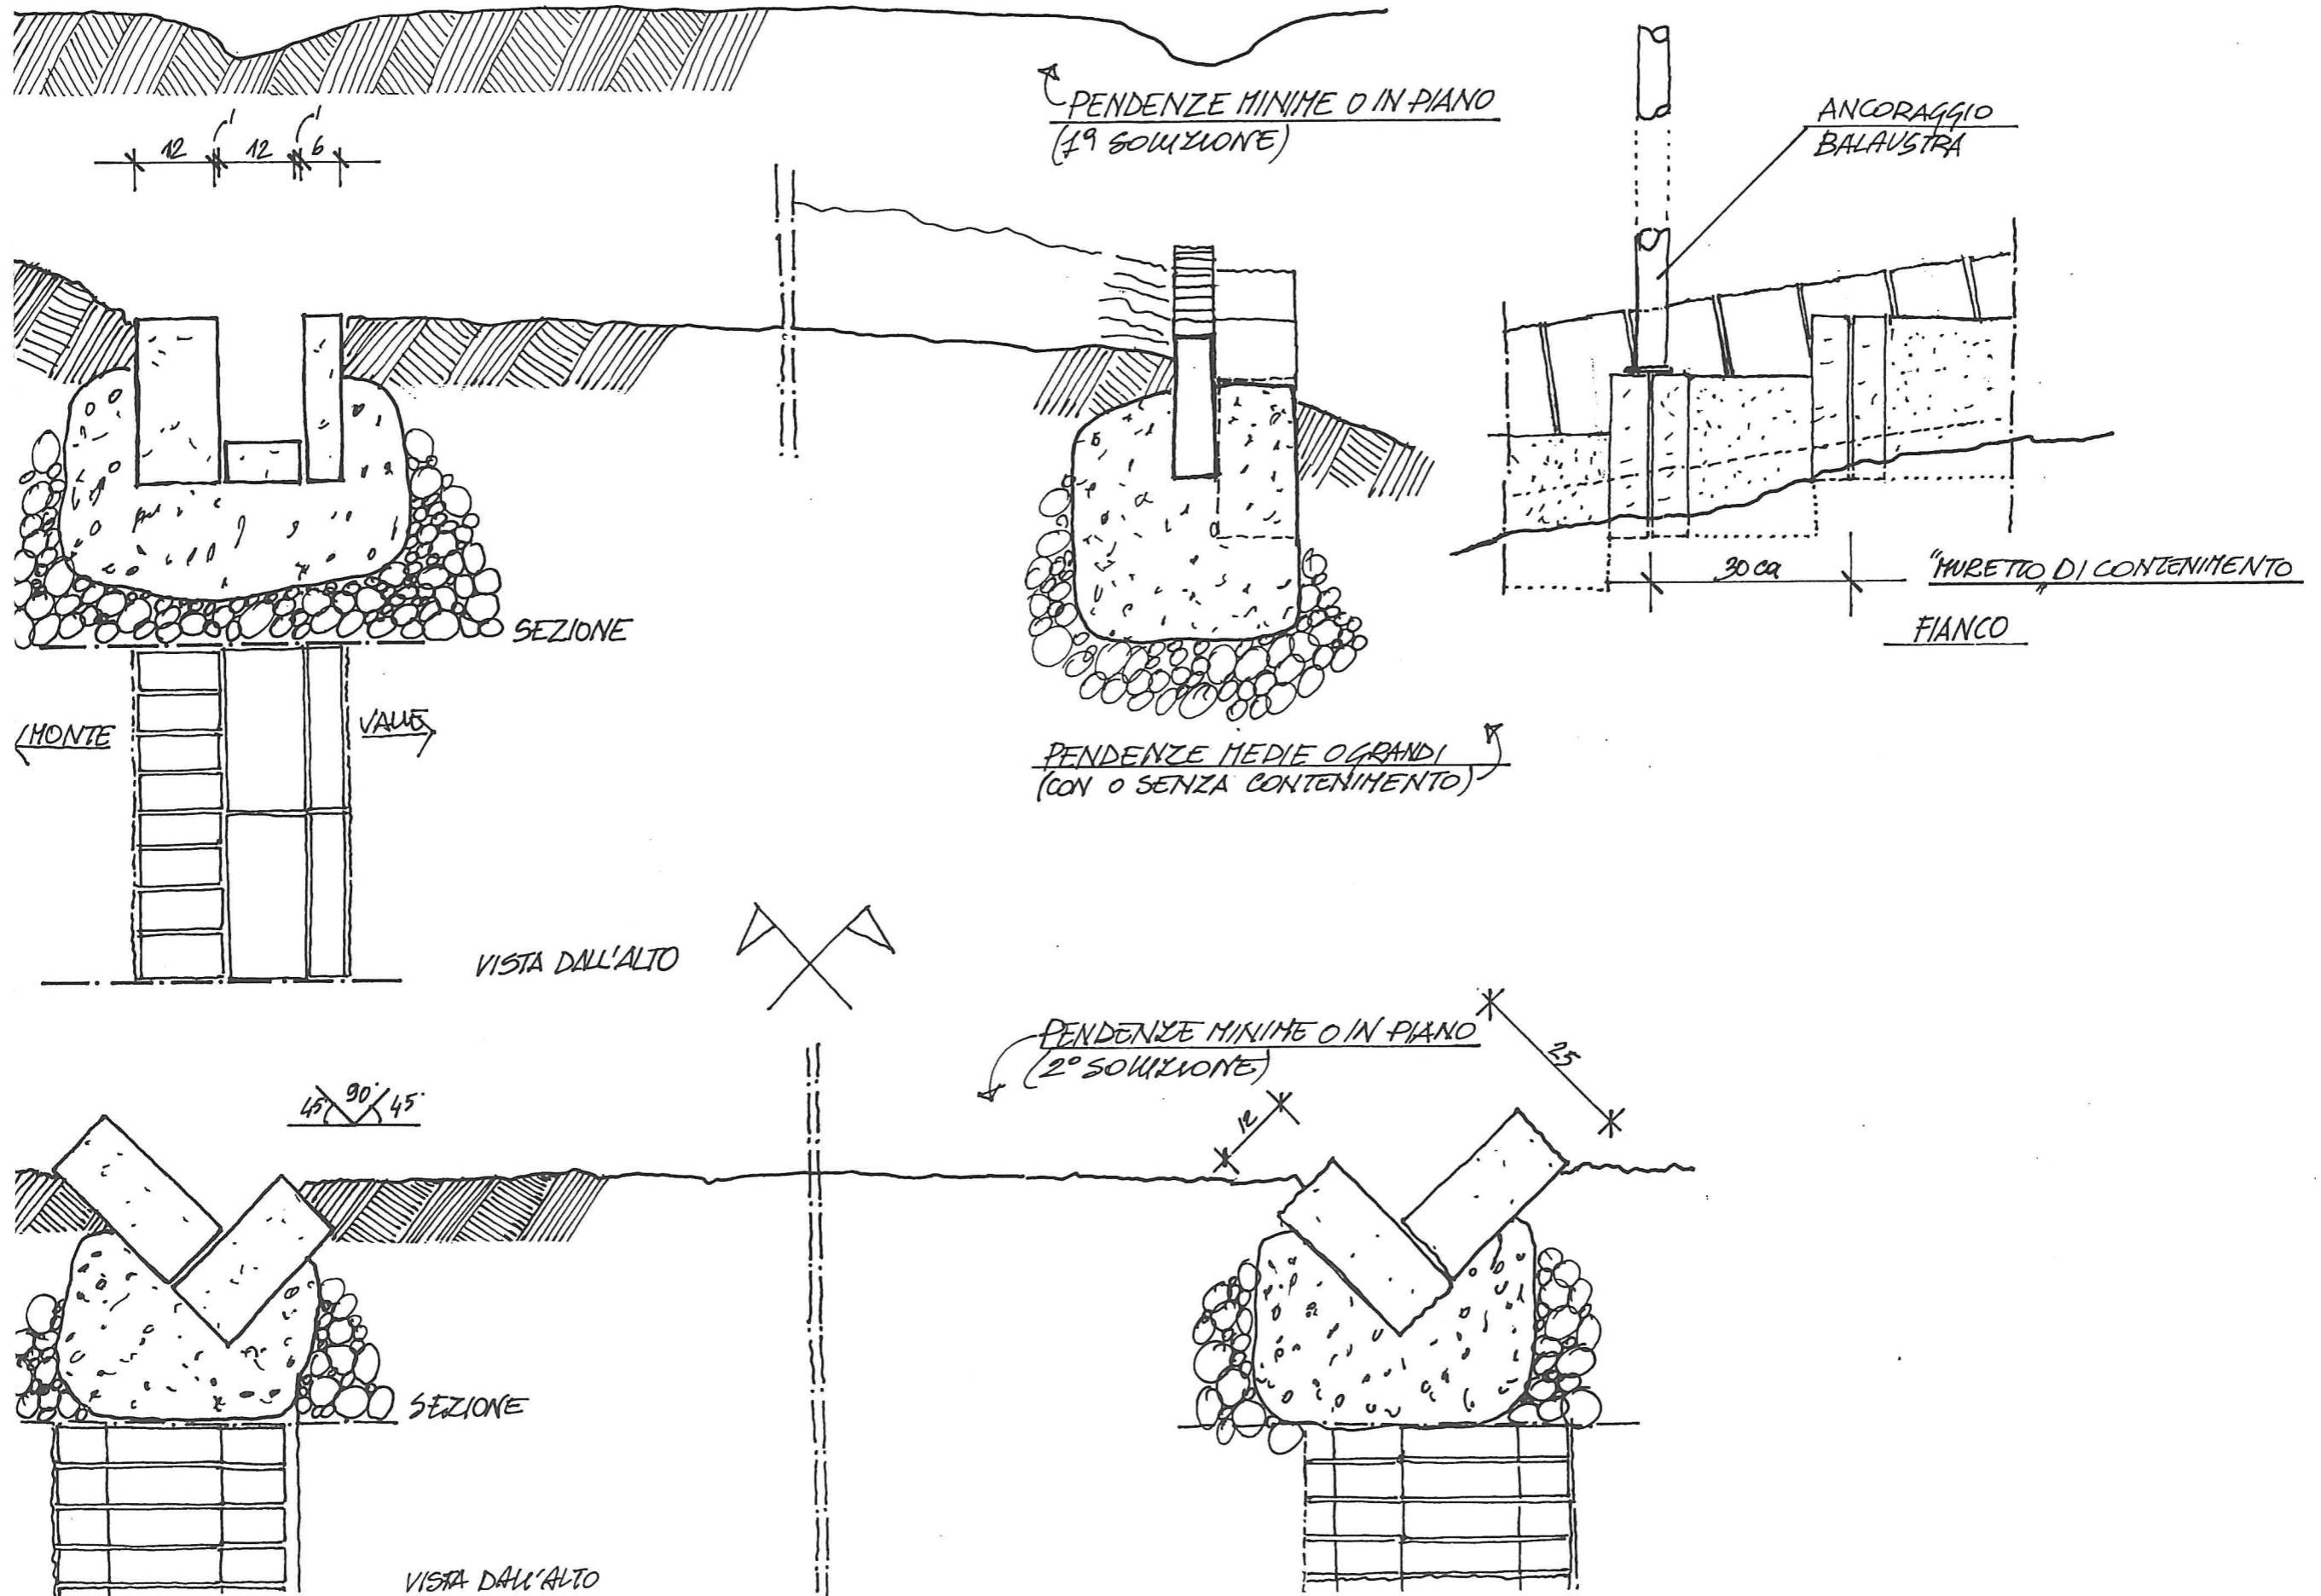 PENDENZE MINIME O IN PIANO
(1ª SOLUZIONE)
ANCORAGGIO
BALAUSTRA
1 1
12 12 6
30 ca
"MURETTO" DI CONTENIMENTO
FIANCO
SEZIONE
MONTE
VALLE
PENDENZE MEDIE O GRANDI
(CON O SENZA CONTENIMENTO)
VISTA DALL'ALTO
PENDENZE MINIME O IN PIANO
(2° SOLUZIONE)
25
12
45° 90° 45°
SEZIONE
VISTA DALL'ALTO